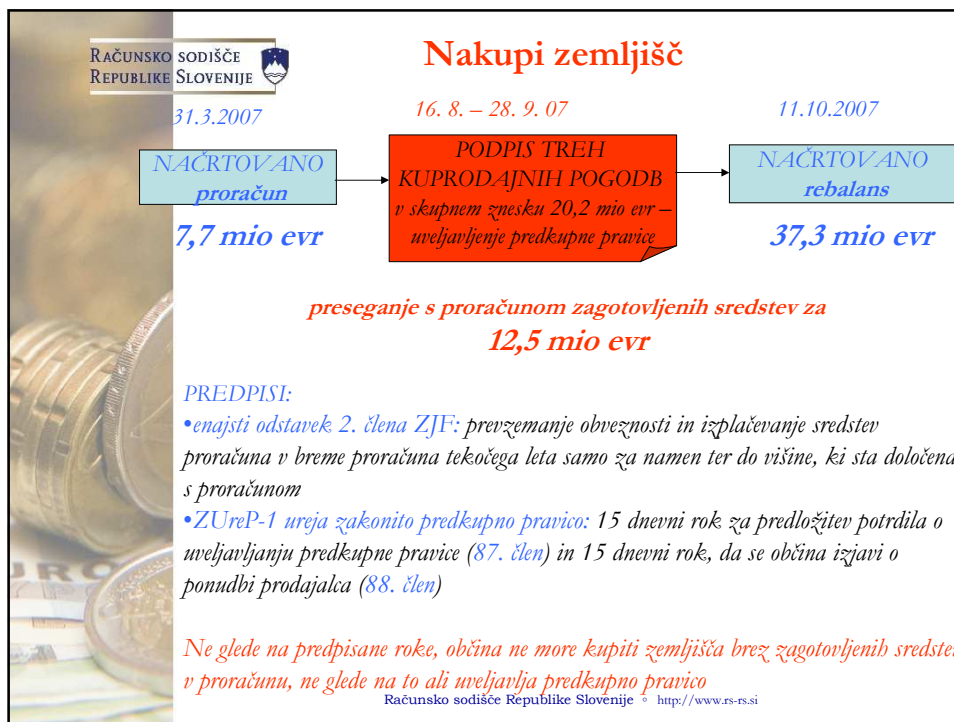 RAČUNSKO SODIŠČE
REPUBLIKE SLOVENIJE
Nakupi zemljišč
31.3.2007
16. 8. – 28. 9. 07
11.10.2007
NAČRTOVANO
proračun
PODPIS TREH
KUPRODAJNIH POGODB
v skupnem znesku 20,2 mio evr –
uveljavljenje predkupne pravice
NAČRTOVANO
rebalans
7,7 mio evr
37,3 mio evr
preseganje s proračunom zagotovljenih sredstev za
12,5 mio evr
PREDPISI:
•enajsti odstavek 2. člena ZJF: prevzemanje obveznosti in izplačevanje sredstev
proračuna v breme proračuna tekočega leta samo za namen ter do višine, ki sta določena
s proračunom
•ZUreP-1 ureja zakonito predkupno pravico: 15 dnevni rok za predložitev potrdila o
uveljavljanju predkupne pravice (87. člen) in 15 dnevni rok, da se občina izjavi o
ponudbi prodajalca (88. člen)
Ne glede na predpisane roke, občina ne more kupiti zemljišča brez zagotovljenih sredstev
v proračunu, ne glede na to ali uveljavlja predkupno pravico
Računsko sodišče Republike Slovenije ◦ http://www.rs-rs.si